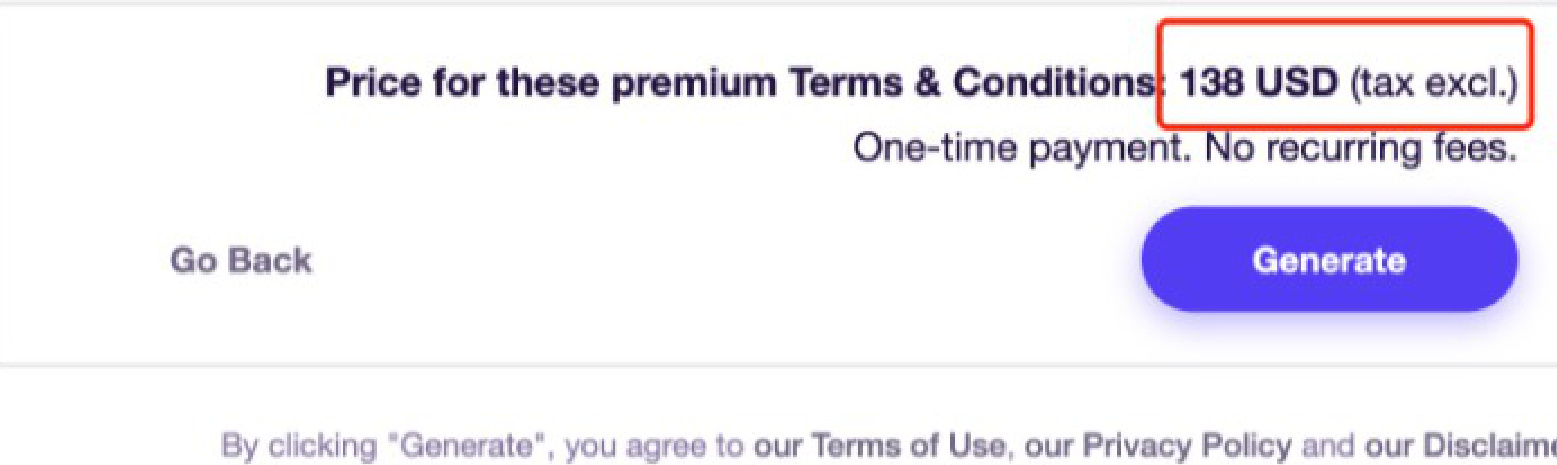 Price for these premium Terms & Conditions: 138 USD (tax excl.)
One-time payment. No recurring fees.
Go Back
Generate
By clicking "Generate", you agree to our Terms of Use, our Privacy Policy and our Disclaime